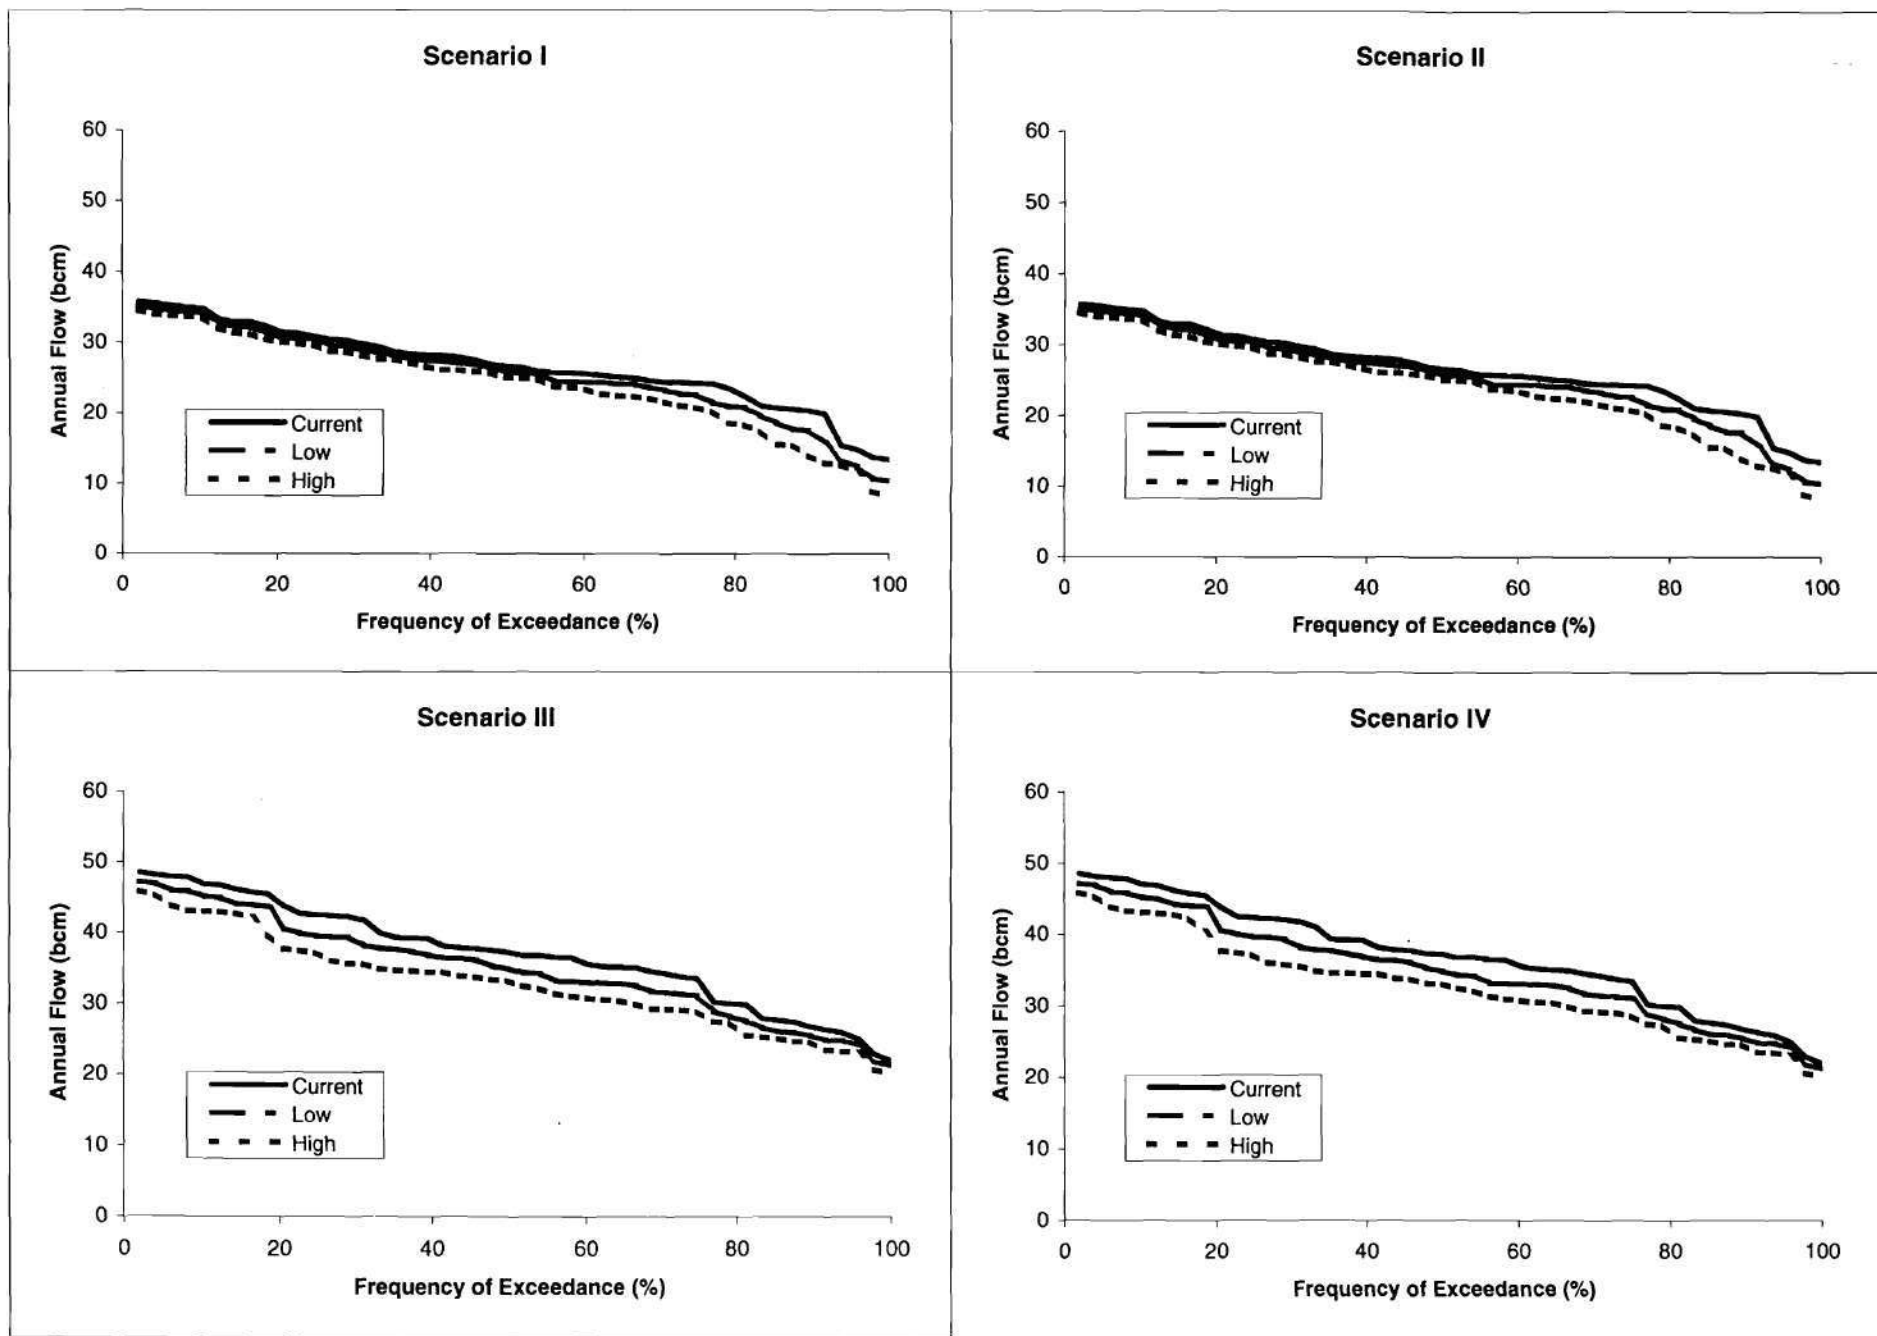 Scenario I
60
50
40
30
20
10
0
Annual Flow (bcm)
Current
Low
High
0 20 40 60 80 100
Frequency of Exceedance (%)
Scenario II
60
50
40
30
20
10
0
Annual Flow (bcm)
Current
Low
High
0 20 40 60 80 100
Frequency of Exceedance (%)
Scenario III
60
50
40
30
20
10
0
Annual Flow (bcm)
Current
Low
High
0 20 40 60 80 100
Frequency of Exceedance (%)
Scenario IV
60
50
40
30
20
10
0
Annual Flow (bcm)
Current
Low
High
0 20 40 60 80 100
Frequency of Exceedance (%)